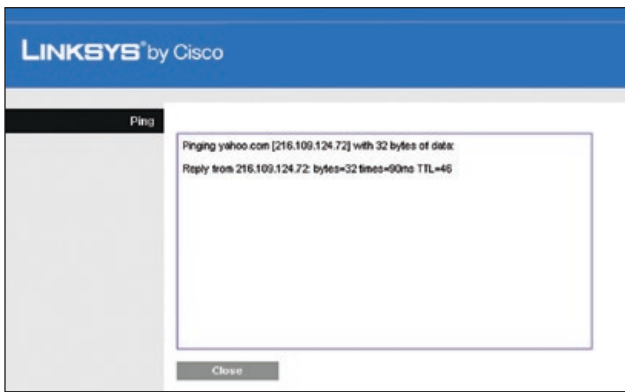 LINKSYS® by Cisco
Ping
Pinging yahoo.com [216.109.124.72] with 32 bytes of data:
Reply from 216.109.124.72: bytes=32 times=90ms TTL=46
Close